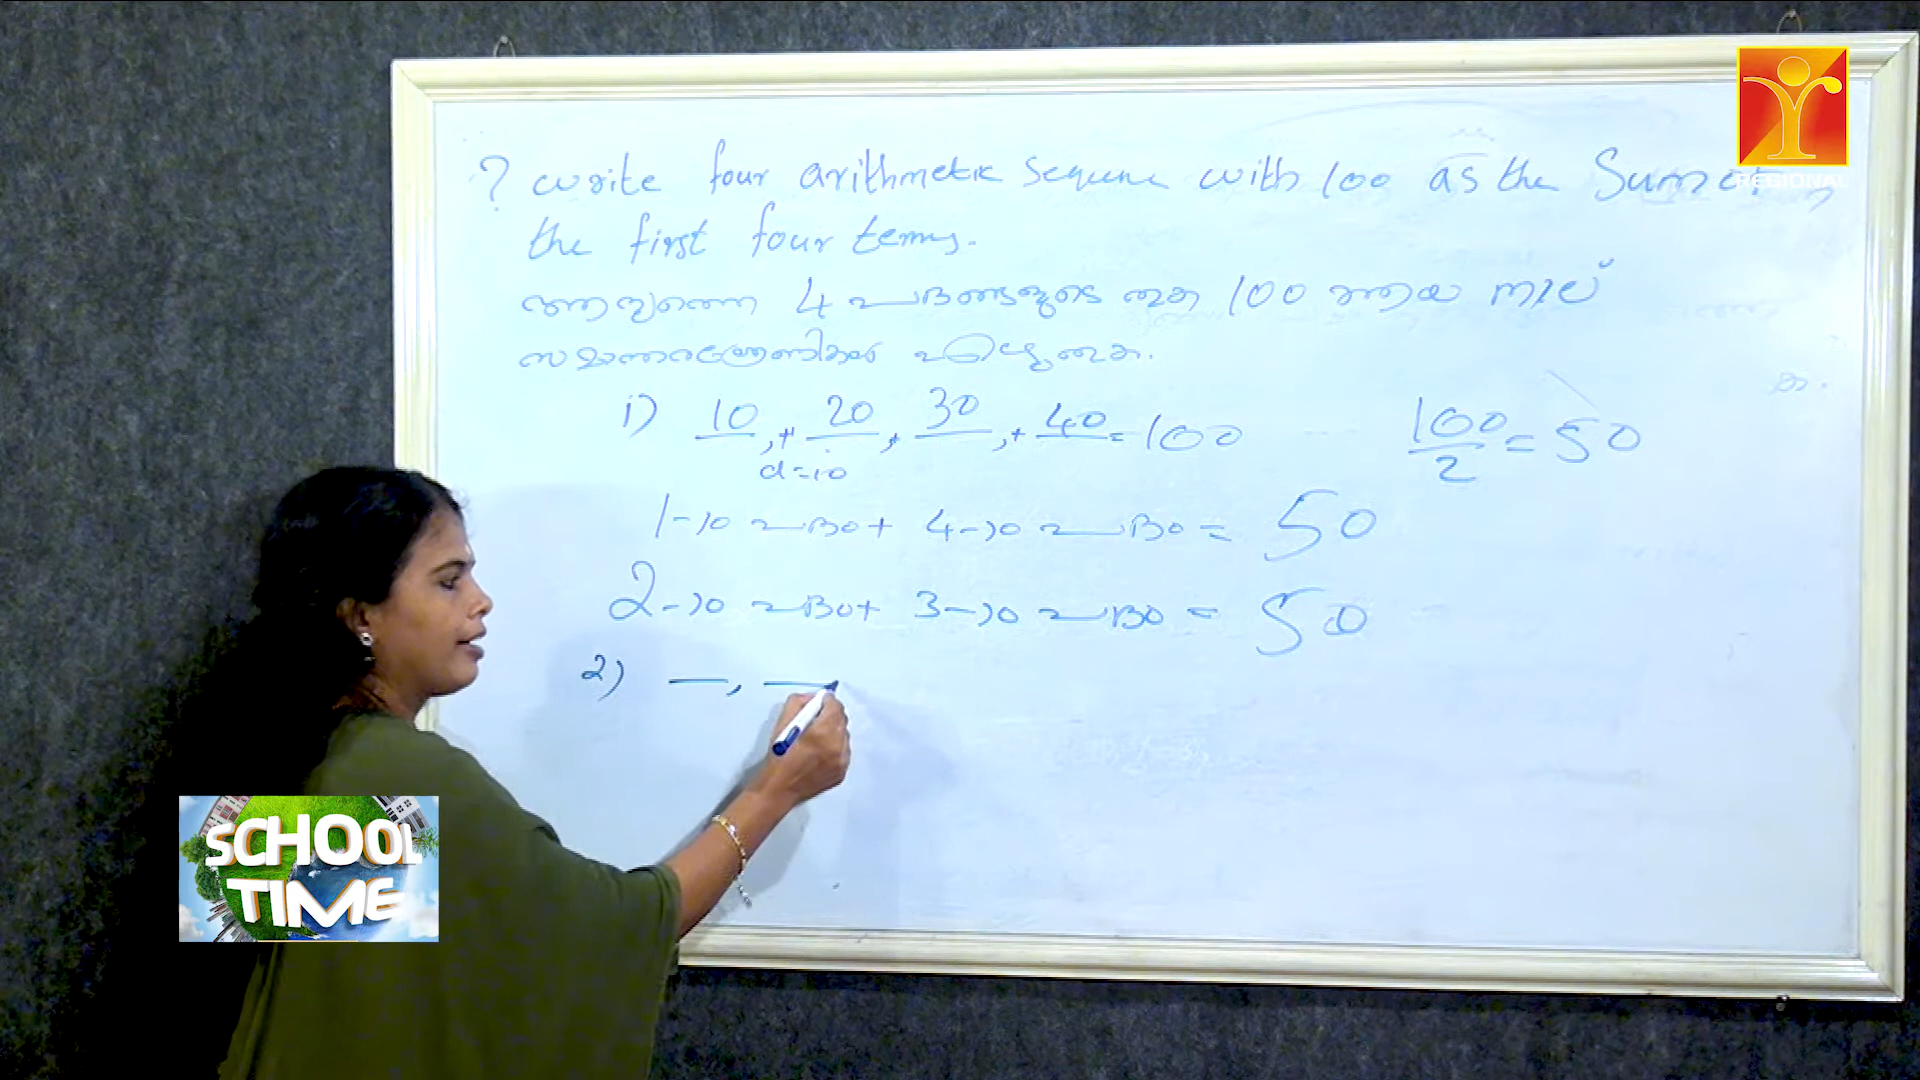 ? write four arithmetic sequence with 100 as the Sum of
the first four terms.
ആദ്യത്തെ 4 പദങ്ങളുടെ തുക 100 ആയ നാല്
സമാന്തരശ്രേണികൾ എഴുതുക.
i) 10 ,+ 20 + 30 ,+ 40 = 100
d=10
100/2 = 50
1-ാം പദം + 4-ാം പദം = 50
2-ാം പദം + 3-ാം പദം = 50
2) — , —
REGIONAL
SCHOOL
TIME